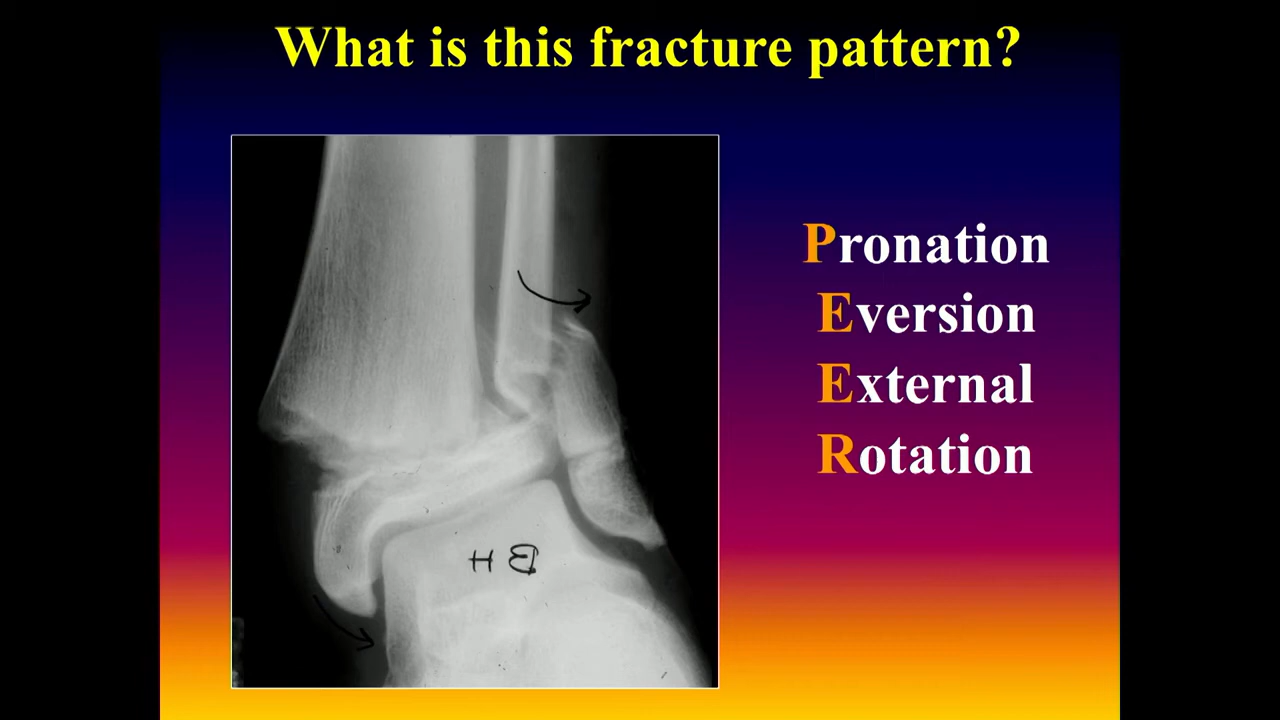 What is this fracture pattern?
Pronation
Eversion
External
Rotation